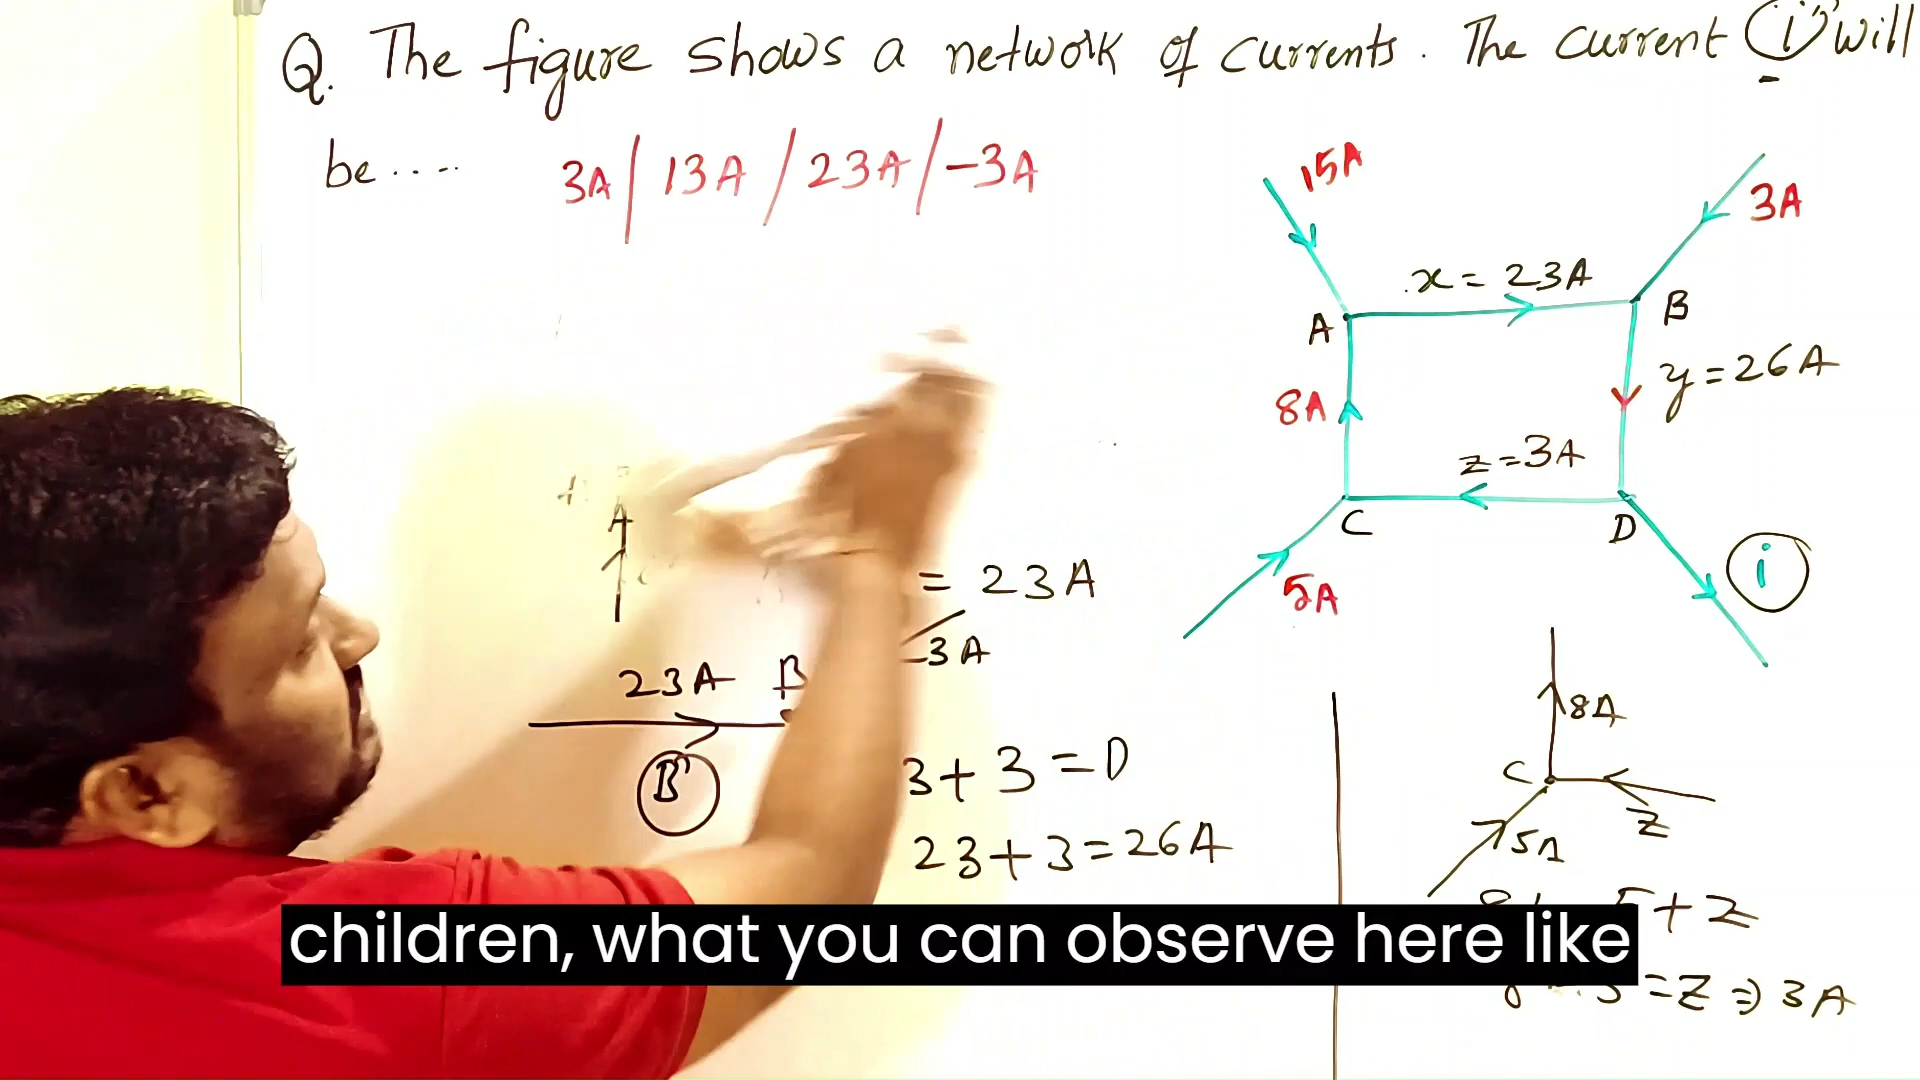 Q. The figure shows a network of currents. The current "i" will
be.....
3A / 13A / 23A / -3A
15A
3A
x = 23A
A
B
y = 26A
8A
z = 3A
C
D
i
5A
A
= 23A
-3A
23A B
B
8A
C
z
5A
3 + 3 = D
23 + 3 = 26A
5 + z
= z ⇒ 3A
children, what you can observe here like